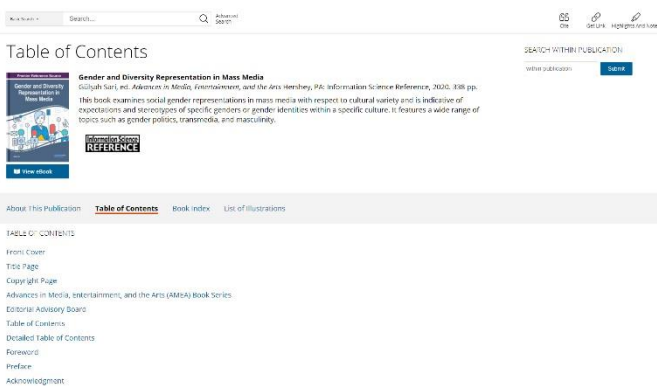 Basic Search
Search...
Advanced
Search
Cite
Get Link
Highlights And Notes
Table of Contents
SEARCH WITHIN PUBLICATION
within publication
Submit
Premier Reference Source
Gender and Diversity
Representation in
Mass Media
View eBook
Gender and Diversity Representation in Mass Media
Gülşah Sarı, ed. Advances in Media, Entertainment, and the Arts Hershey, PA: Information Science Reference, 2020. 338 pp.
This book examines social gender representations in mass media with respect to cultural variety and is indicative of
expectations and stereotypes of specific genders or gender identities within a specific culture. It features a wide range of
topics such as gender politics, transmedia, and masculinity.
Information Science
REFERENCE
About This Publication
Table of Contents
Book Index
List of Illustrations
TABLE OF CONTENTS
Front Cover
Title Page
Copyright Page
Advances in Media, entertainment, and the Arts (AMEA) Book Series
Editorial Advisory Board
Table of Contents
Detailed Table of Contents
Foreword
Preface
Acknowledgment